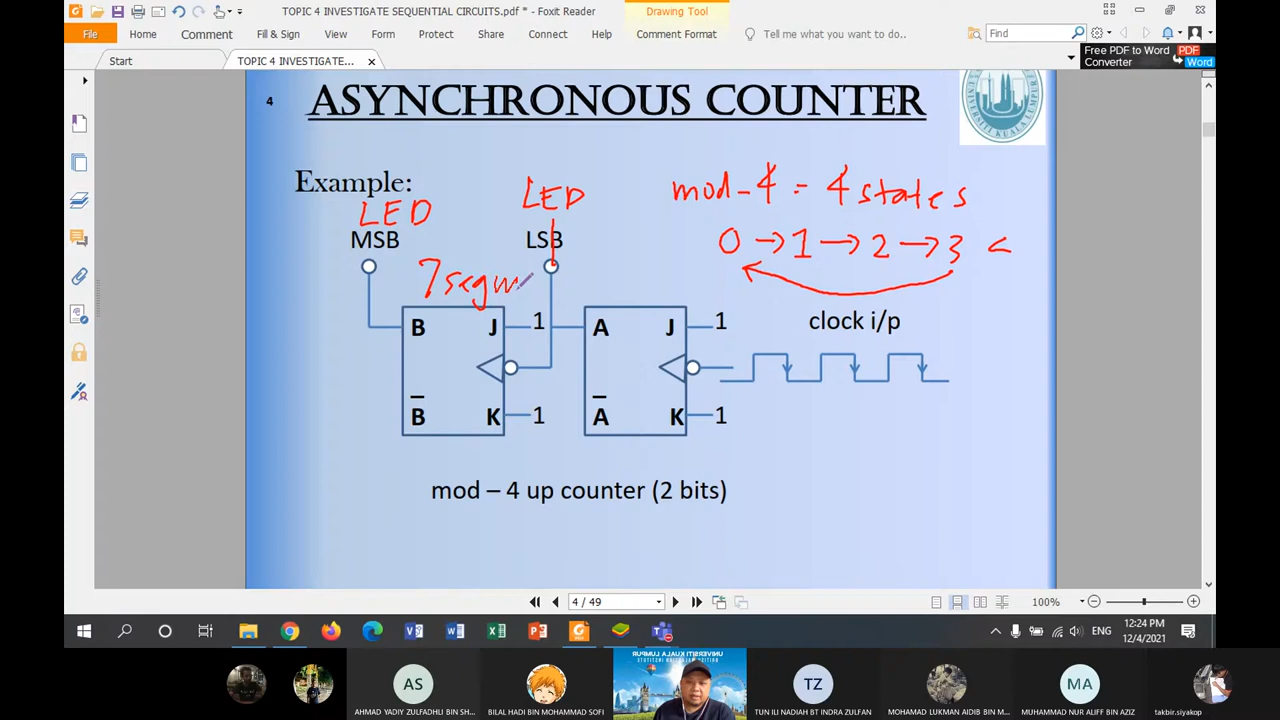 TOPIC 4 INVESTIGATE SEQUENTIAL CIRCUITS.pdf * - Foxit Reader
Drawing Tool
File Home Comment Fill & Sign View Form Protect Share Connect Help Comment Format Tell me what you want to do.. Find
Start TOPIC 4 INVESTIGATE... Free PDF to Word Converter PDF Word
4 ASYNCHRONOUS COUNTER
Example:
LED LED mod-4 = 4 states
MSB LSB 0 → 1 → 2 → 3 <
7 segm
B J 1 A J 1 clock i/p
B K 1 A K 1
mod – 4 up counter (2 bits)
4 / 49 100%
12:24 PM
ENG
12/4/2021
AS TZ MA
AHMAD YADIY ZULFADHLI BIN SH... BILAL HADI BIN MOHAMMAD SOFI TUN ILI NADIAH BT INDRA ZULFAN MOHAMAD LUKMAN AIDIB BIN M... MUHAMMAD NUR ALIFF BIN AZIZ takbir.siyakop
UNIVERSITI KUALA LUMPUR